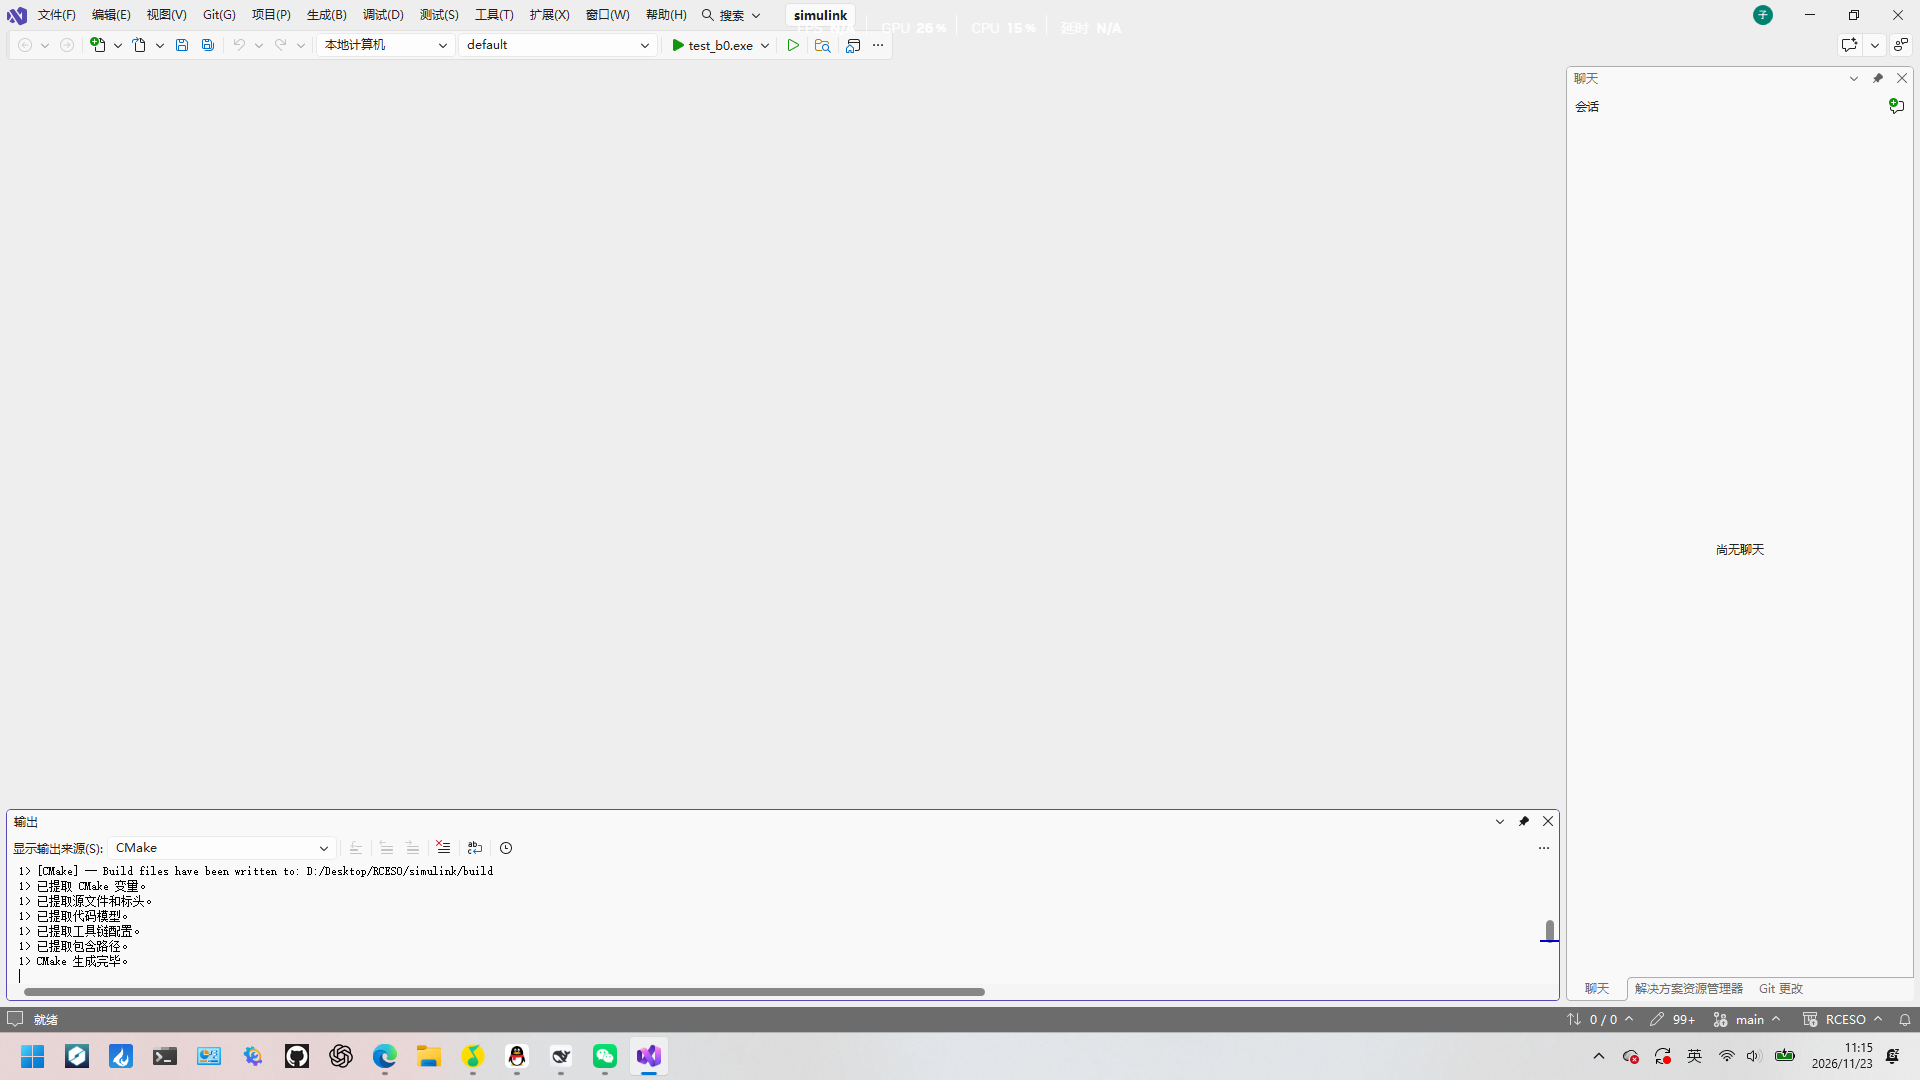 文件(F) 编辑(E) 视图(V) Git(G) 项目(P) 生成(B) 调试(D) 测试(S) 工具(T) 扩展(X) 窗口(W) 帮助(H) 搜索 simulink 子
FPS N/A GPU 26% CPU 15% 延时 N/A
本地计算机 default test_b0.exe
聊天
会话
尚无聊天
输出
显示输出来源(S): CMake
1> [CMake] -- Build files have been written to: D:/Desktop/RCESO/simulink/build
1> 已提取 CMake 变量。
1> 已提取源文件和标头。
1> 已提取代码模型。
1> 已提取工具链配置。
1> 已提取包含路径。
1> CMake 生成完毕。
聊天 解决方案资源管理器 Git 更改
就绪 0 / 0 99+ main RCESO
英 11:15
2026/11/23